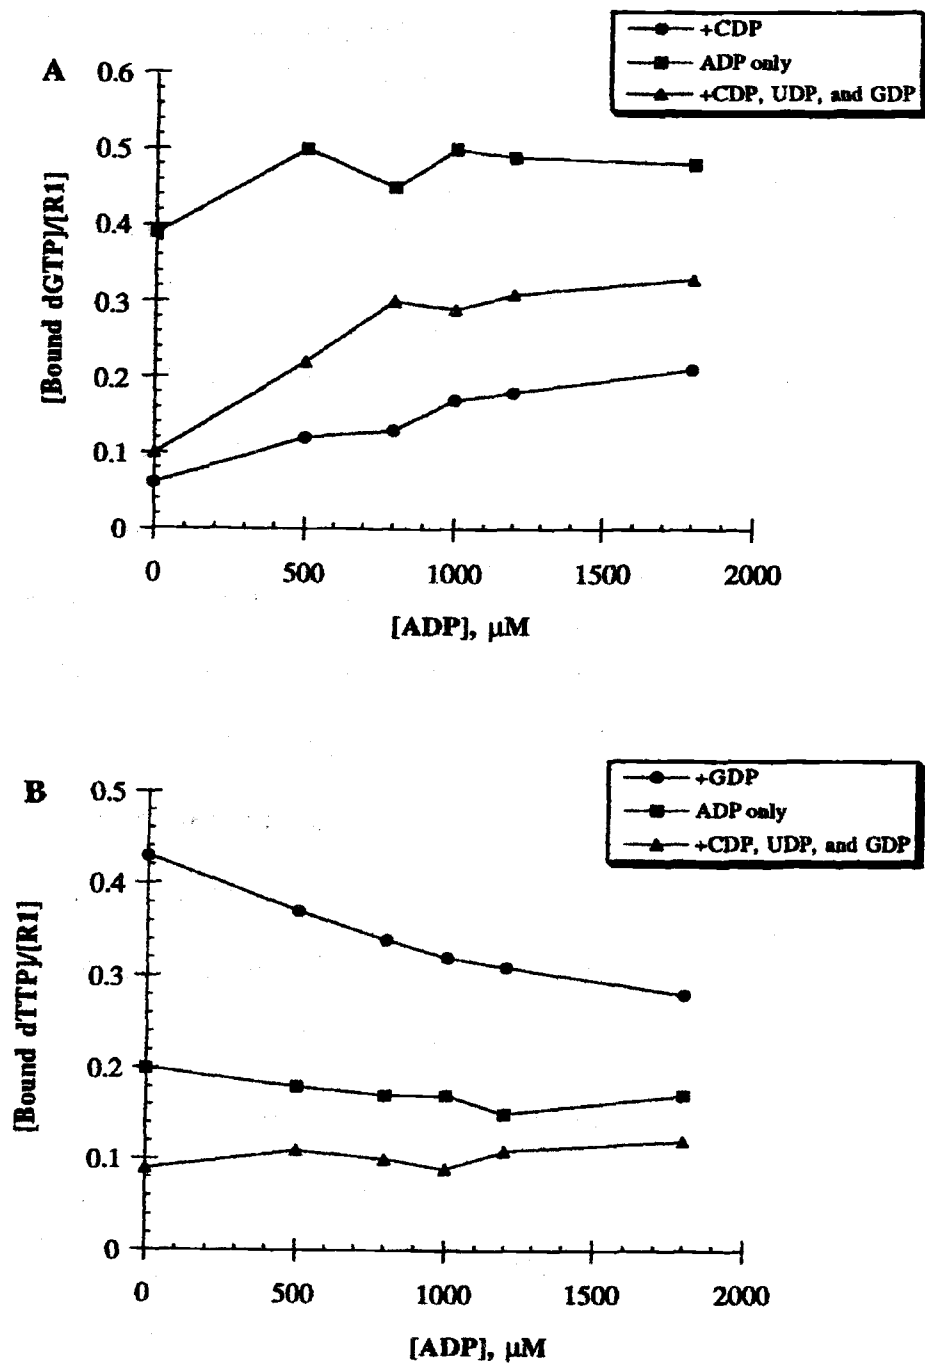 +CDP
ADP only
+CDP, UDP, and GDP
A
0.6
0.5
0.4
0.3
0.2
0.1
0
[Bound dGTP]/[R1]
0 500 1000 1500 2000
[ADP], μM
+GDP
ADP only
+CDP, UDP, and GDP
B
0.5
0.4
0.3
0.2
0.1
0
[Bound dTTP]/[R1]
0 500 1000 1500 2000
[ADP], μM